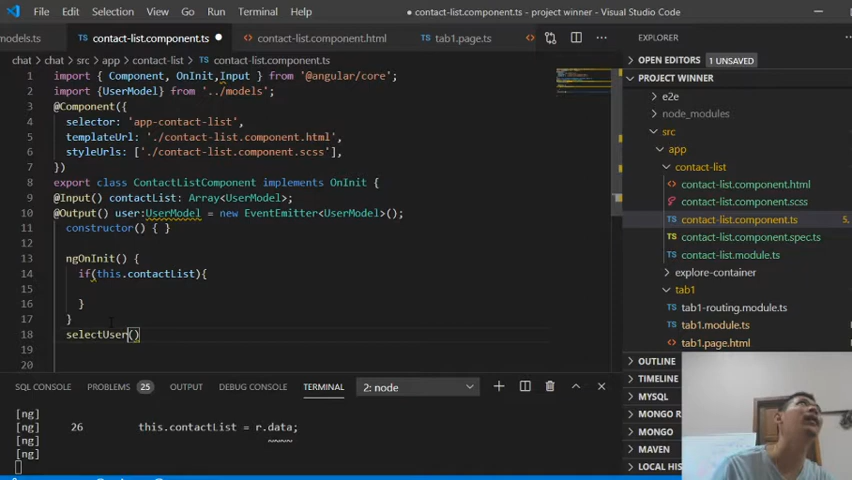 File Edit Selection View Go Run Terminal Help
contact-list.component.ts - project winner - Visual Studio Code
models.ts contact-list.component.ts contact-list.component.html tab1.page.ts
EXPLORER
chat > chat > src > app > contact-list > contact-list.component.ts
OPEN EDITORS 1 UNSAVED
PROJECT WINNER
e2e
node_modules
src
app
contact-list
contact-list.component.html
contact-list.component.scss
contact-list.component.ts 5.
contact-list.component.spec.ts
contact-list.module.ts
explore-container
tab1
tab1-routing.module.ts
tab1.module.ts
tab1.page.html
OUTLINE
TIMELINE
MYSQL
MONGO R
MONGO
MAVEN
LOCAL HIS
1 import { Component, OnInit,Input } from '@angular/core';
2 import {UserModel} from '../models';
3 @Component({
4 selector: 'app-contact-list',
5 templateUrl: './contact-list.component.html',
6 styleUrls: ['./contact-list.component.scss'],
7 })
8 export class ContactListComponent implements OnInit {
9 @Input() contactList: Array<UserModel>;
10 @Output() user:UserModel = new EventEmitter<UserModel>();
11 constructor() { }
12
13 ngOnInit() {
14 if(this.contactList){
15
16 }
17 }
18 selectUser()
19
20
SQL CONSOLE PROBLEMS 25 OUTPUT DEBUG CONSOLE TERMINAL 2: node
[ng]
[ng] 26 this.contactList = r.data;
[ng] ~~~~
[ng]